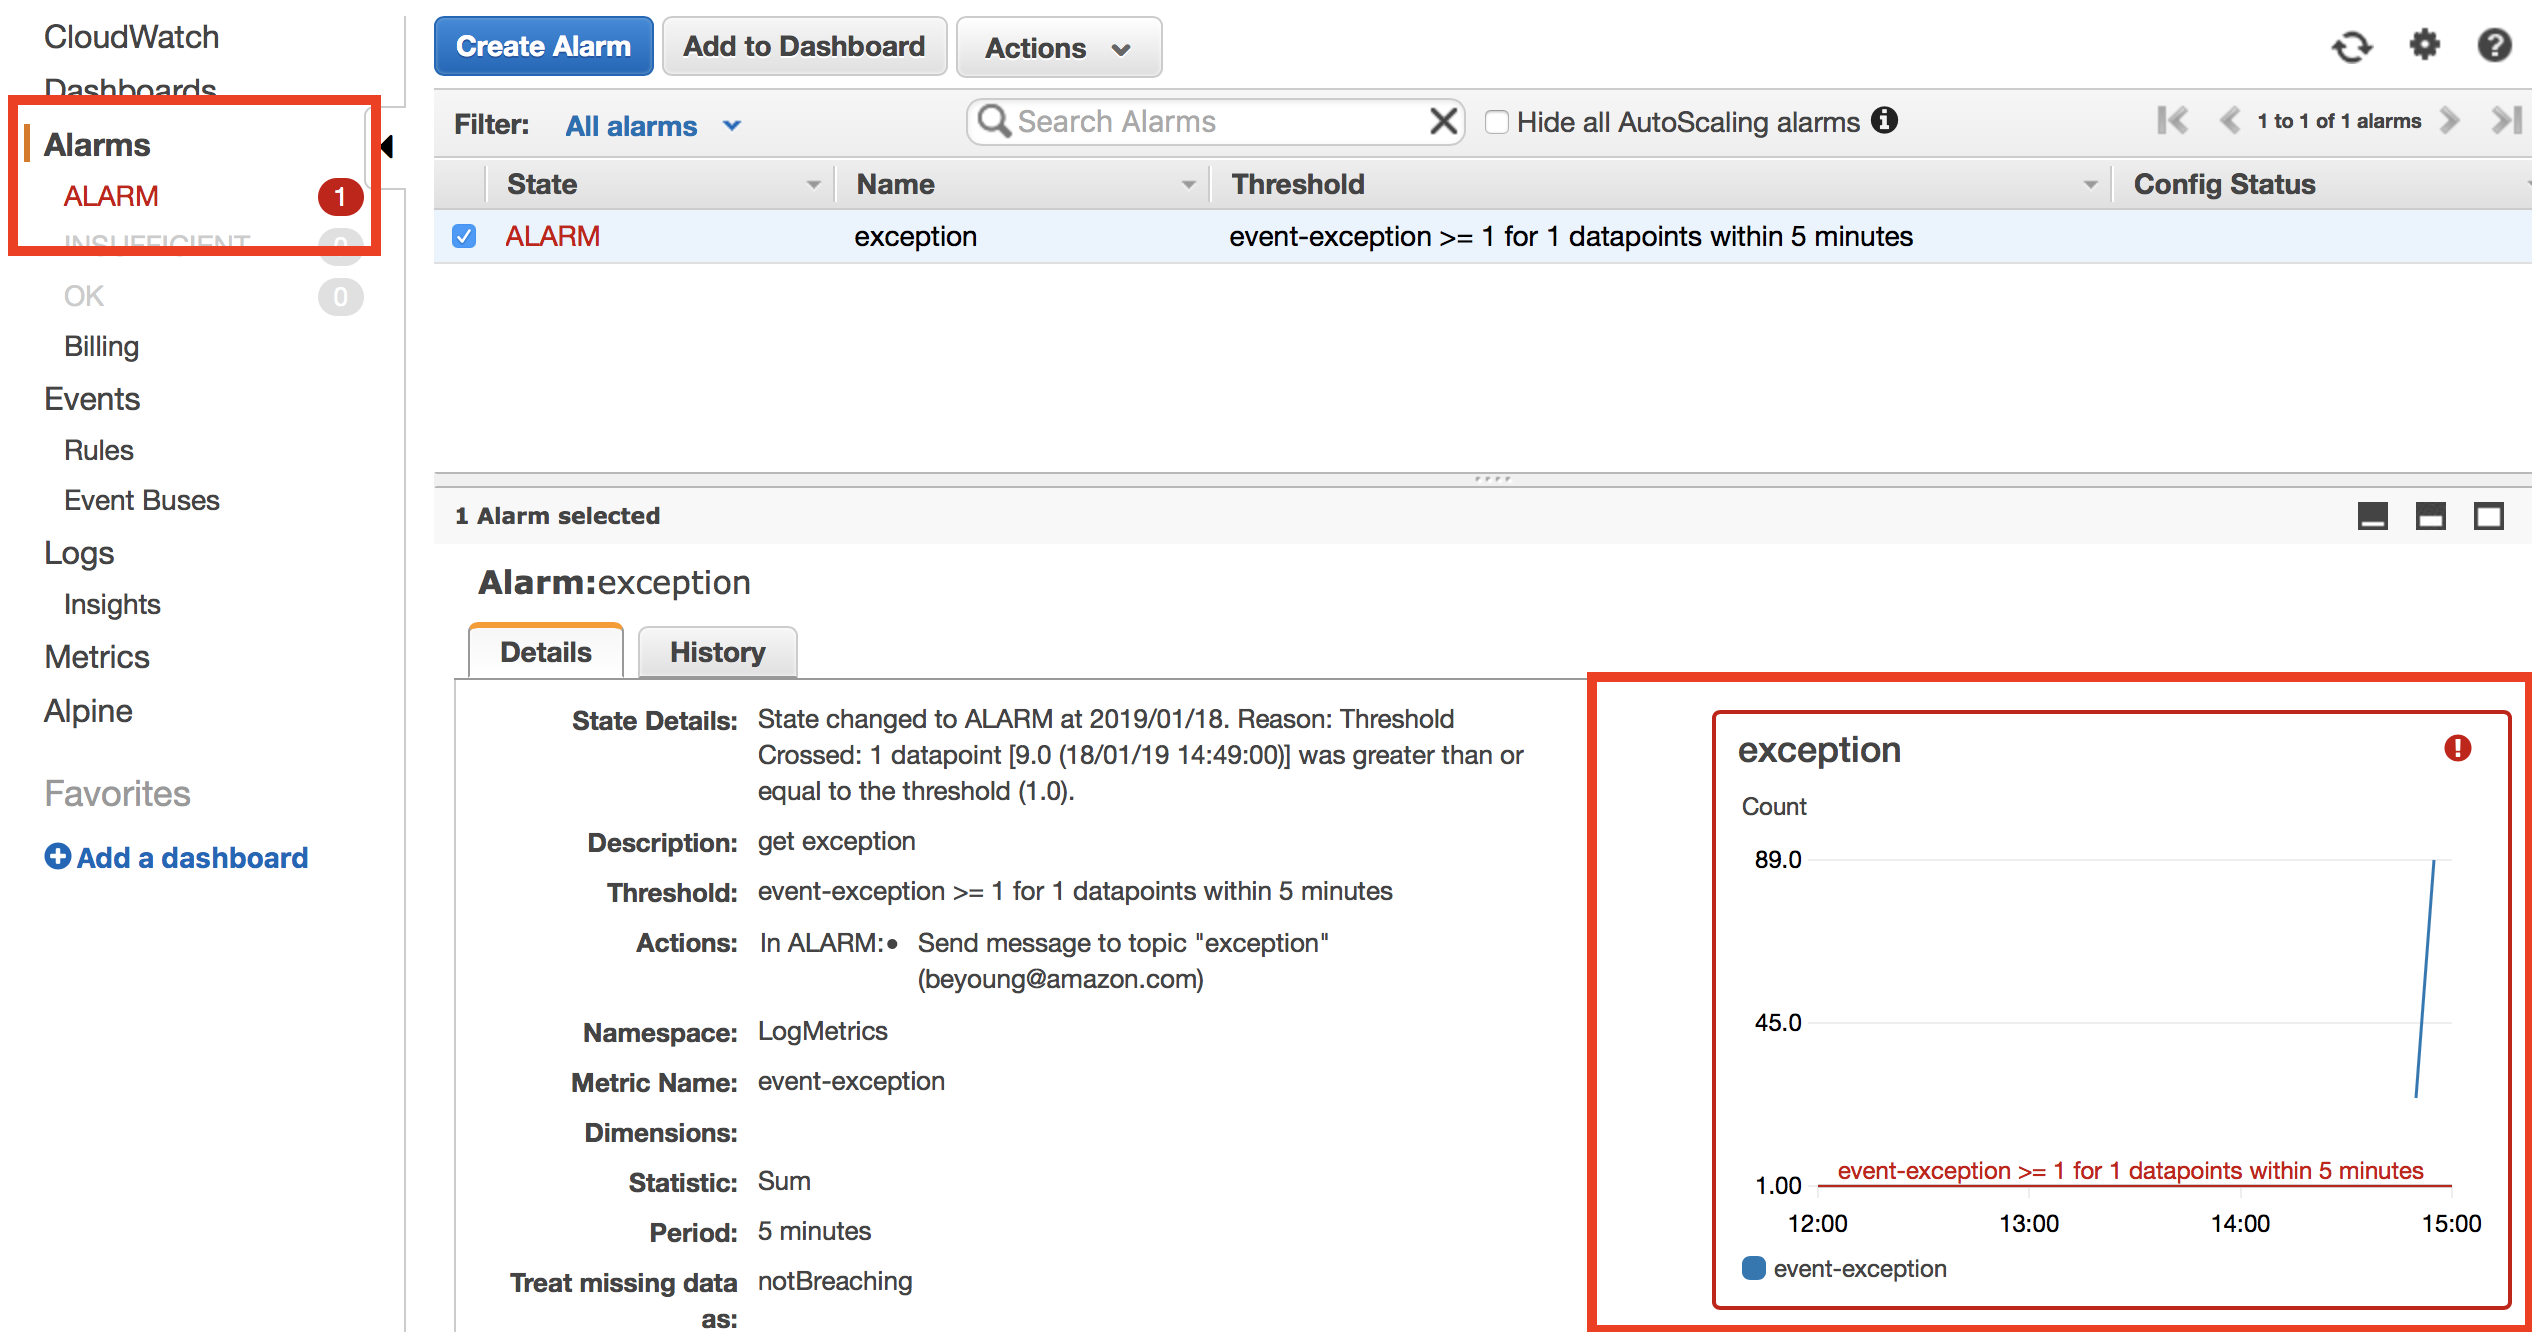 CloudWatch
Dashboards
Alarms
ALARM 1
INSUFFICIENT 0
OK 0
Billing
Events
Rules
Event Buses
Logs
Insights
Metrics
Alpine
Favorites
Add a dashboard
Create Alarm Add to Dashboard Actions
Filter: All alarms Search Alarms Hide all AutoScaling alarms 1 to 1 of 1 alarms
State Name Threshold Config Status
ALARM exception event-exception >= 1 for 1 datapoints within 5 minutes
1 Alarm selected
Alarm:exception
Details History
State Details: State changed to ALARM at 2019/01/18. Reason: Threshold
Crossed: 1 datapoint [9.0 (18/01/19 14:49:00)] was greater than or
equal to the threshold (1.0).
Description: get exception
Threshold: event-exception >= 1 for 1 datapoints within 5 minutes
Actions: In ALARM: • Send message to topic "exception"
(beyoung@amazon.com)
Namespace: LogMetrics
Metric Name: event-exception
Dimensions:
Statistic: Sum
Period: 5 minutes
Treat missing data notBreaching
as:
exception
Count
89.0
45.0
event-exception >= 1 for 1 datapoints within 5 minutes
1.00
12:00 13:00 14:00 15:00
event-exception